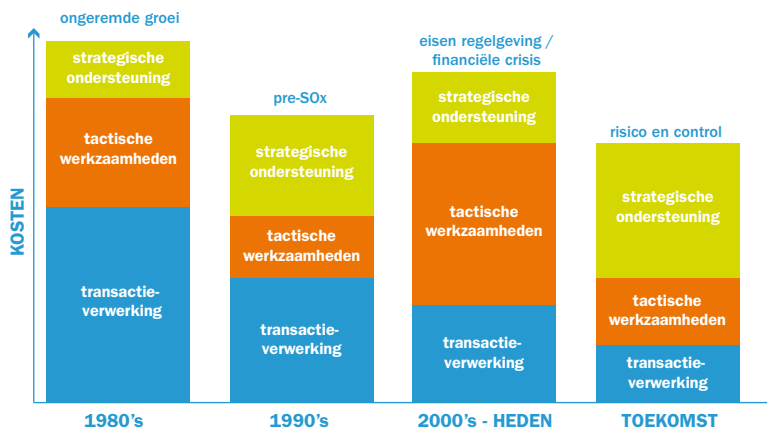 ongeremde groei
strategische
ondersteuning
tactische
werkzaamheden
transactie-
verwerking
pre-SOx
strategische
ondersteuning
tactische
werkzaamheden
transactie-
verwerking
eisen regelgeving /
financiële crisis
strategische
ondersteuning
tactische
werkzaamheden
transactie-
verwerking
risico en control
strategische
ondersteuning
tactische
werkzaamheden
transactie-
verwerking
KOSTEN
1980's
1990's
2000's - HEDEN
TOEKOMST